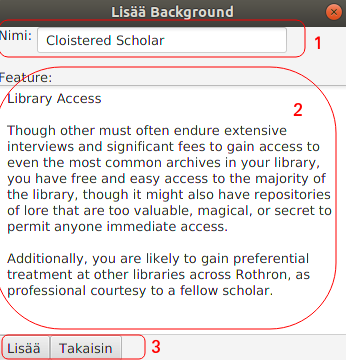 Lisää Background
Nimi: Cloistered Scholar 1
Feature:
2
Library Access
Though other must often endure extensive
interviews and significant fees to gain access to
even the most common archives in your library,
you have free and easy access to the majority of
the library, though it might also have repositories
of lore that are too valuable, magical, or secret to
permit anyone immediate access.
Additionally, you are likely to gain preferential
treatment at other libraries across Rothron, as
professional courtesy to a fellow scholar.
Lisää Takaisin 3